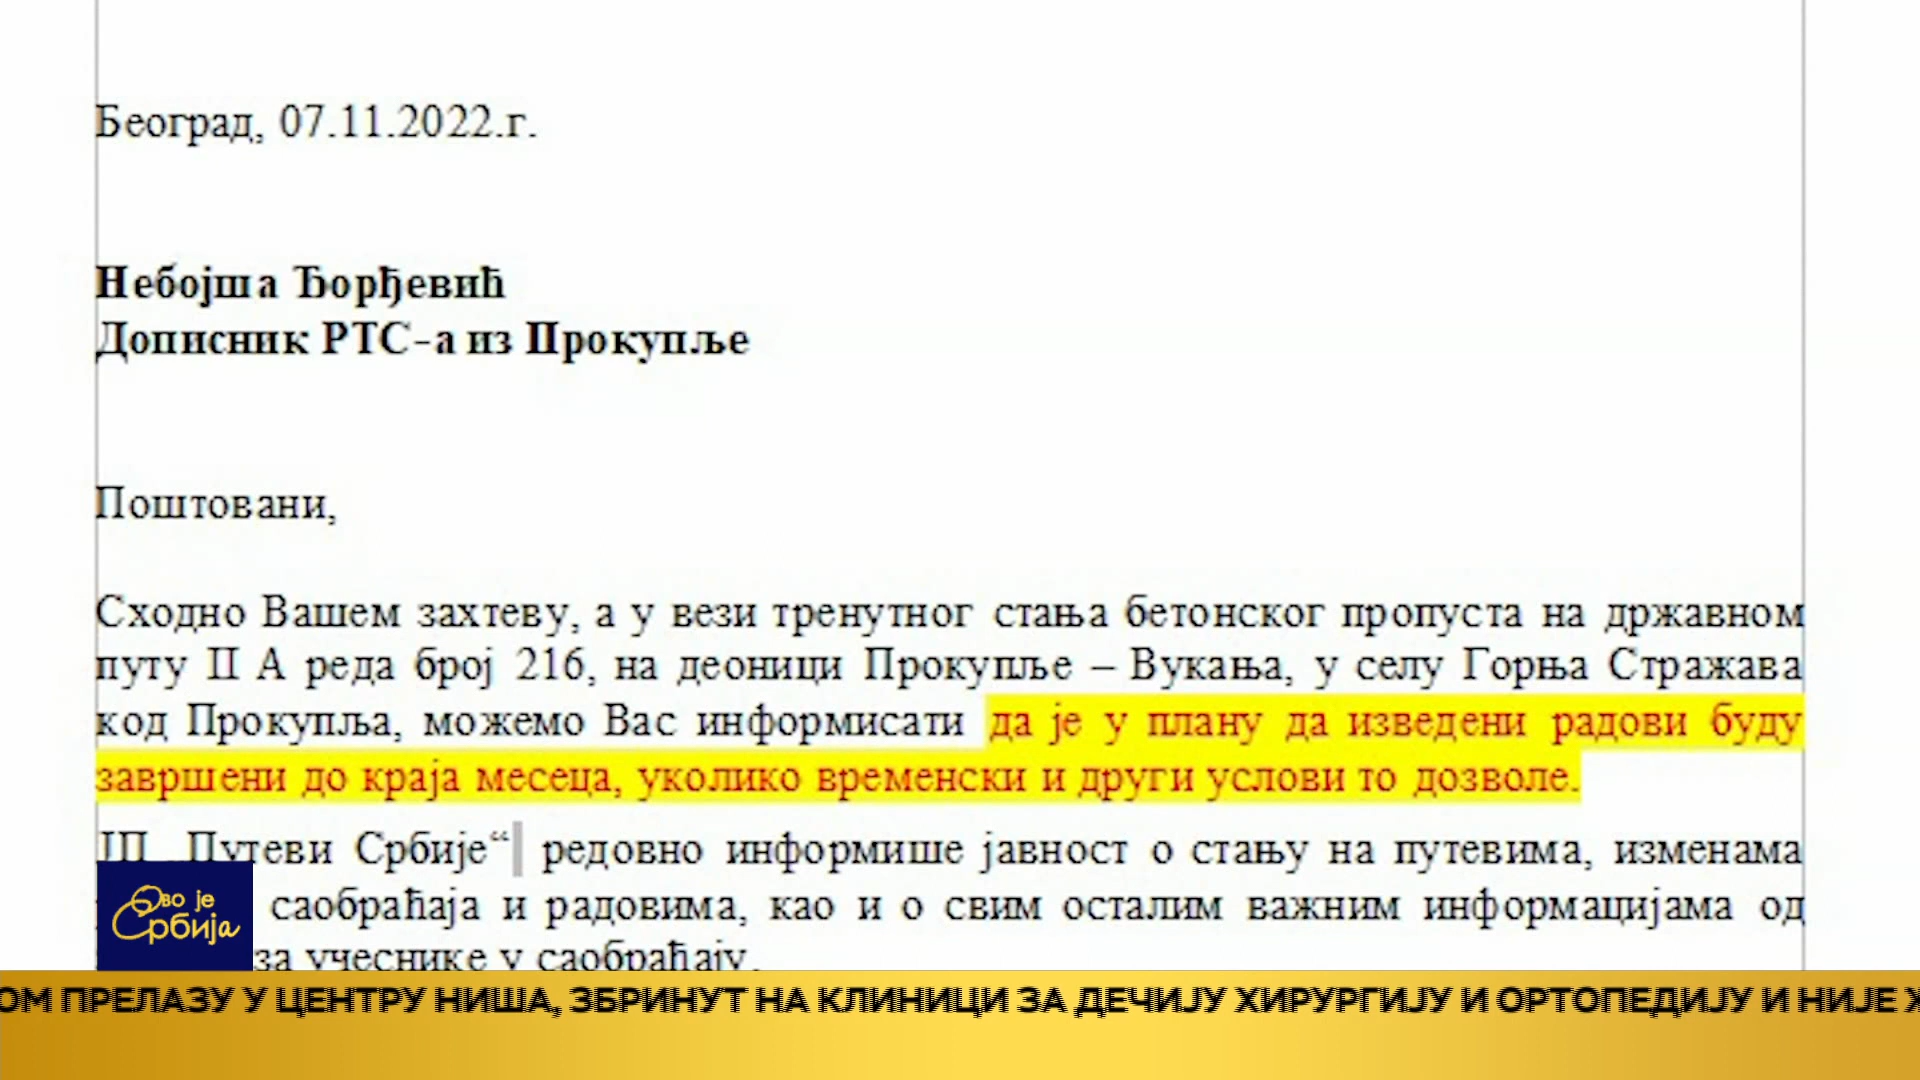 Београд, 07.11.2022.г.
Небојша Ђорђевић
Дописник РТС-а из Прокупље
Поштовани,
Сходно Вашем захтеву, а у вези тренутног стања бетонског пропуста на државном
путу II А реда број 216, на деоници Прокупље – Вукања, у селу Горња Стражава
код Прокупља, можемо Вас информисати да је у плану да изведени радови буду
завршени до краја месеца, уколико временски и други услови то дозволе.
ЈП „Путеви Србије“ редовно информише јавност о стању на путевима, изменама
саобраћаја и радовима, као и о свим осталим важним информацијама од
за учеснике у саобраћају.
Ово је
Србија
ОМ ПРЕЛАЗУ У ЦЕНТРУ НИША, ЗБРИНУТ НА КЛИНИЦИ ЗА ДЕЧИЈУ ХИРУРГИЈУ И ОРТОПЕДИЈУ И НИЈЕ